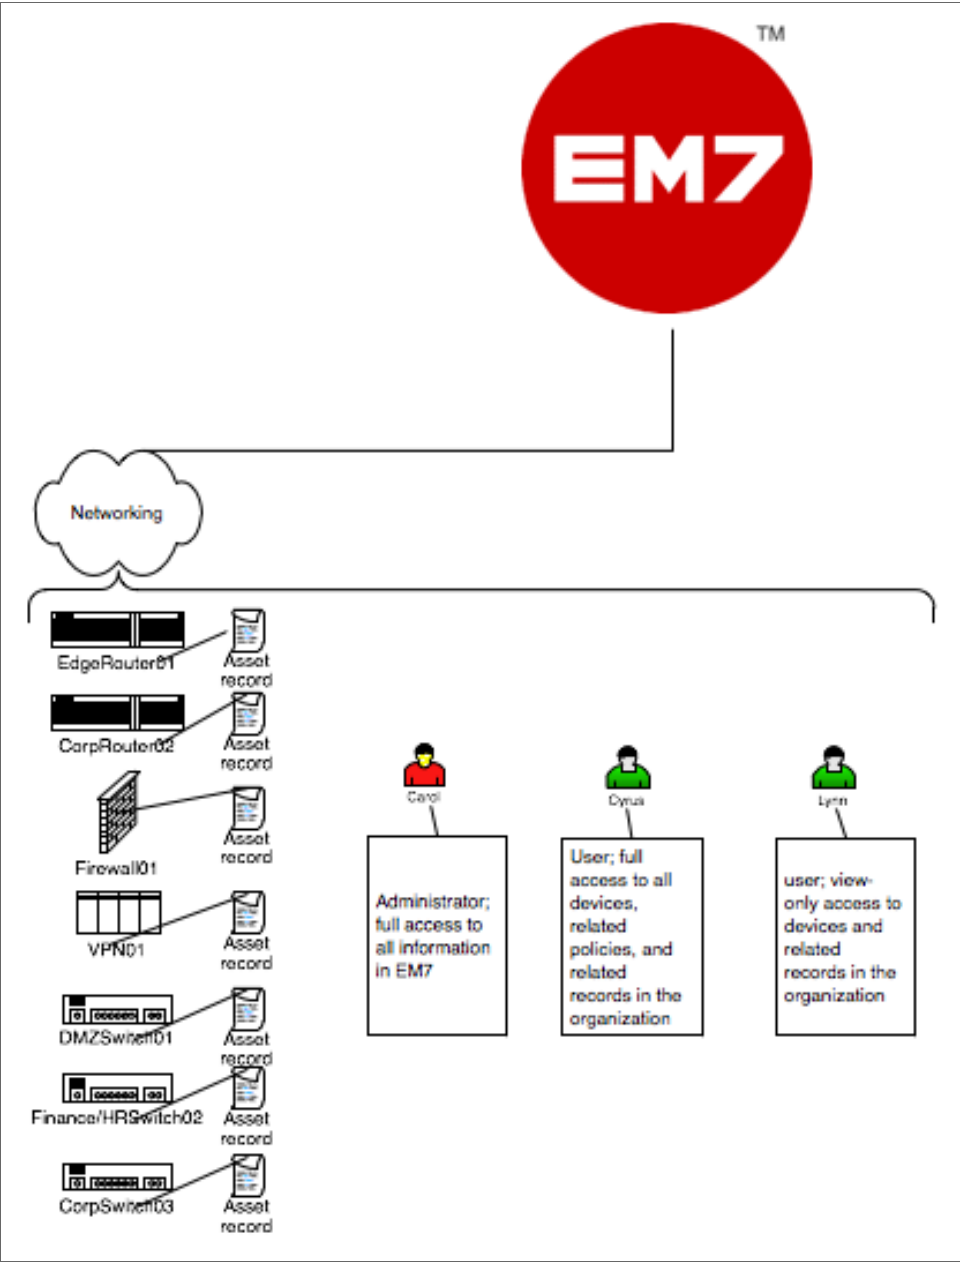 TM
EM7
Networking
EdgeRouter01
Asset
record
CorpRouter02
Asset
record
Firewall01
Asset
record
VPN01
Asset
record
DMZSwitch01
Asset
record
Finance/HRSwitch02
Asset
record
CorpSwitch03
Asset
record
Carol
Administrator;
full access to
all information
in EM7
Cyrus
User; full
access to all
devices,
related
policies, and
related
records in the
organization
Lynn
user; view-
only access to
devices and
related
records in the
organization